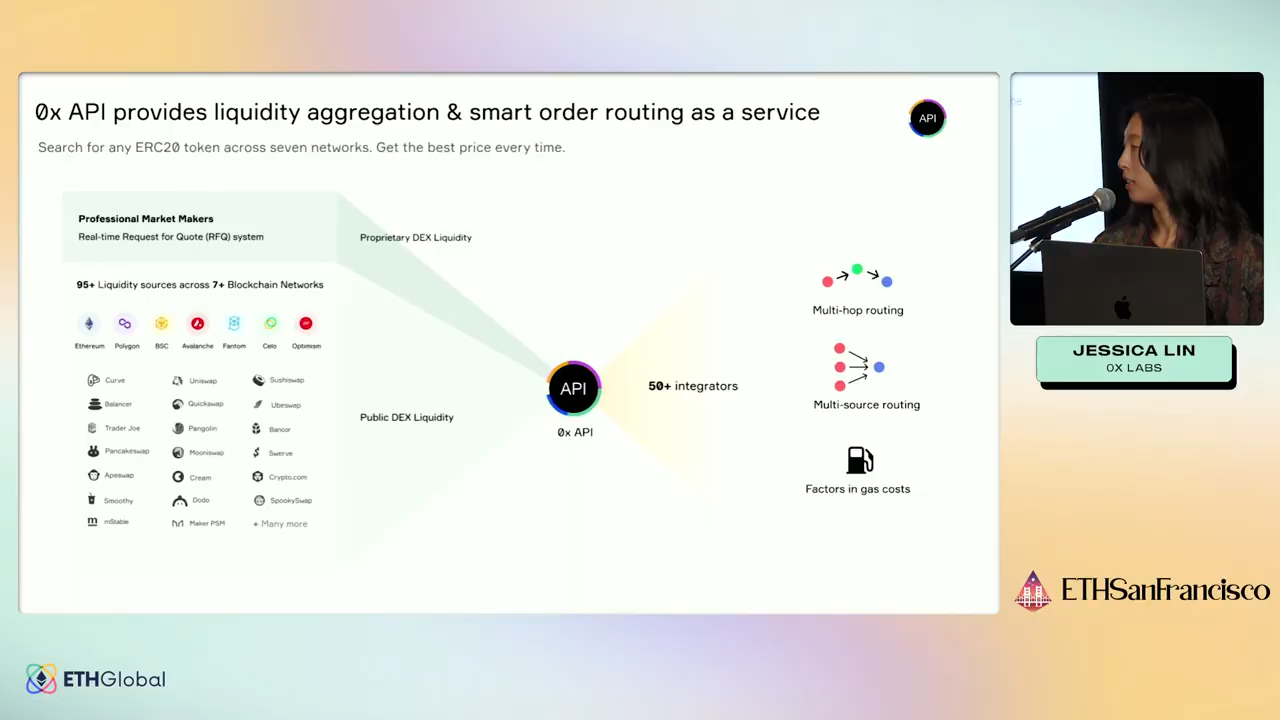 0x API provides liquidity aggregation & smart order routing as a service
API
Search for any ERC20 token across seven networks. Get the best price every time.
Professional Market Makers
Real-time Request for Quote (RFQ) system
Proprietary DEX Liquidity
95+ Liquidity sources across 7+ Blockchain Networks
Ethereum Polygon BSC Avalanche Fantom Celo Optimism
Curve Uniswap Sushiswap
Balancer Quickswap Ubeswap
Trader Joe Pangolin Bancor
Pancakeswap Mooniswap Swerve
Apeswap Cream Crypto.com
Smoothy Dodo SpookySwap
mStable Maker PSM + Many more
Public DEX Liquidity
API
0x API
50+ integrators
Multi-hop routing
Multi-source routing
Factors in gas costs
JESSICA LIN
0X LABS
ETHSanFrancisco
ETHGlobal